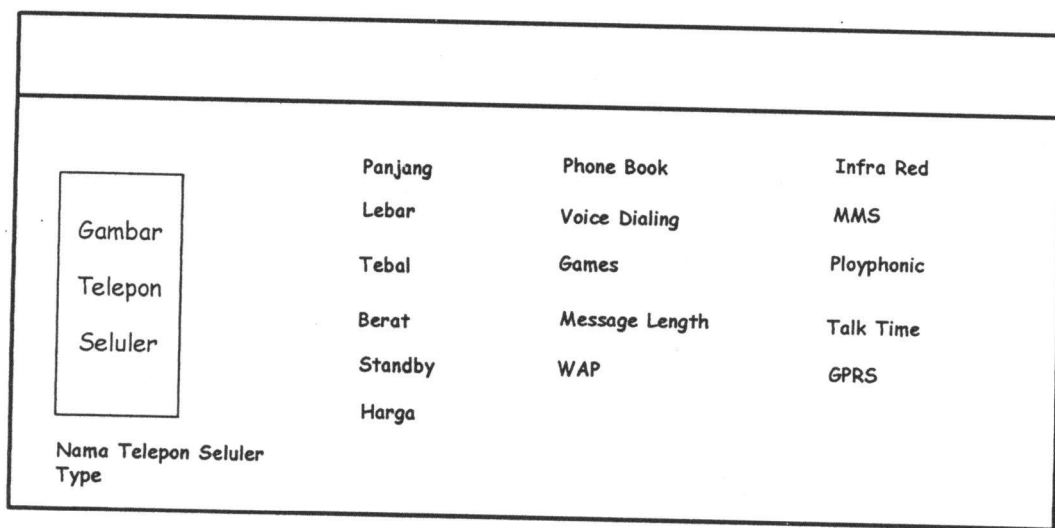 Gambar
Telepon
Seluler
Nama Telepon Seluler
Type
Panjang
Lebar
Tebal
Berat
Standby
Harga
Phone Book
Voice Dialing
Games
Message Length
WAP
Infra Red
MMS
Ployphonic
Talk Time
GPRS